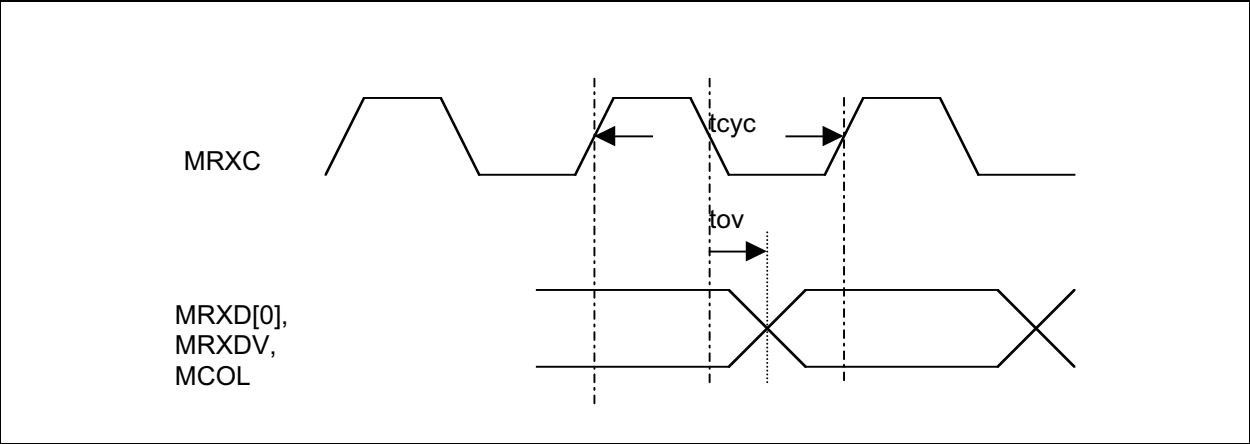 tcyc
MRXC
tov
MRXD[0],
MRXDV,
MCOL